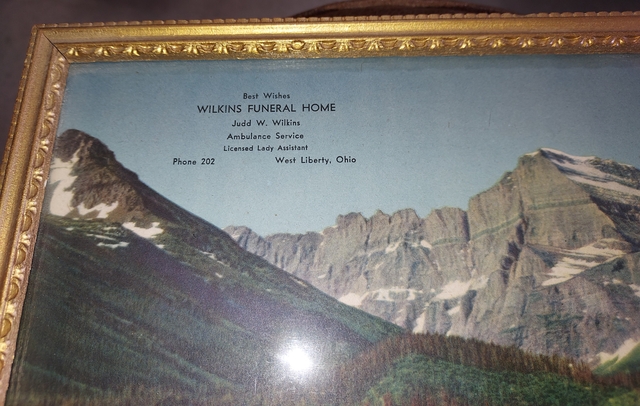 Best Wishes
WILKINS FUNERAL HOME
Judd W. Wilkins
Ambulance Service
Licensed Lady Assistant
Phone 202 West Liberty, Ohio